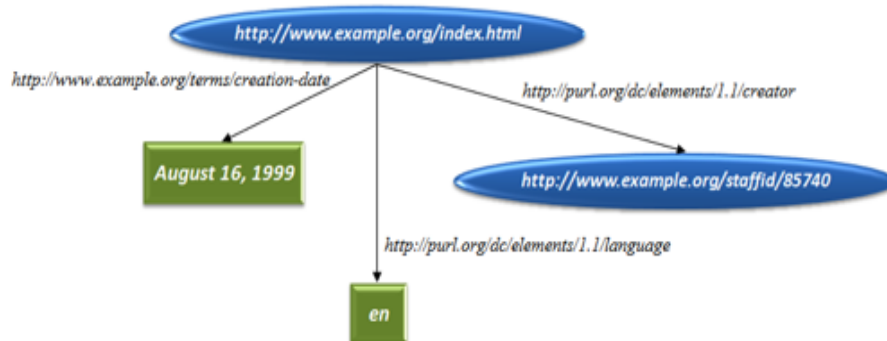 http://www.example.org/index.html
http://www.example.org/terms/creation-date
http://purl.org/dc/elements/1.1/creator
August 16, 1999
http://www.example.org/staffid/85740
http://purl.org/dc/elements/1.1/language
en